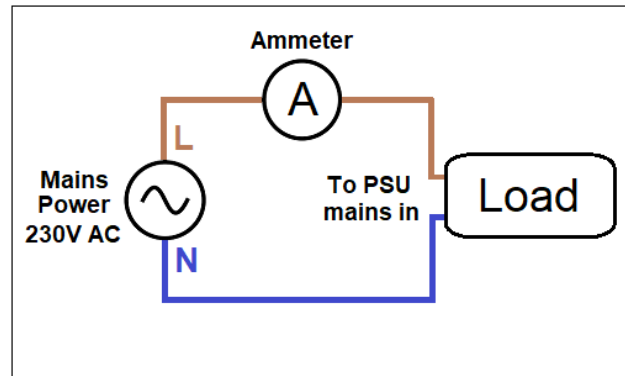 Ammeter
A
L
Mains
Power
230V AC
N
To PSU
mains in
Load